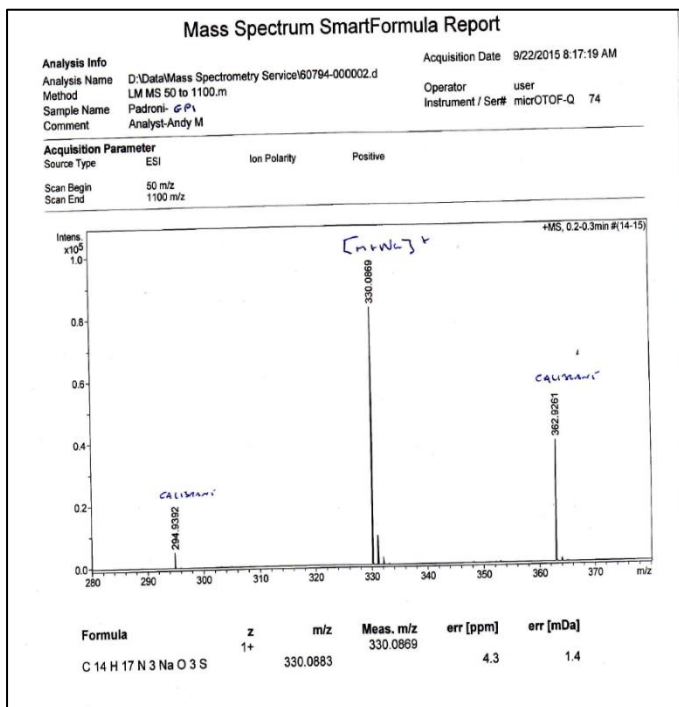 Mass Spectrum SmartFormula Report
Analysis Info
Acquisition Date 9/22/2015 8:17:19 AM
Analysis Name D:\Data\Mass Spectrometry Service\60794-000002.d
Method LM MS 50 to 1100.m
Operator user
Sample Name Padroni- GP1
Instrument / Ser# micrOTOF-Q 74
Comment Analyst-Andy M
Acquisition Parameter
Source Type ESI Ion Polarity Positive
Scan Begin 50 m/z
Scan End 1100 m/z
Intens.
x10^5
+MS, 0.2-0.3min #(14-15)
[M+Na]+
1.0
330.0869
0.8
0.6
CALIBRANT
362.9261
0.4
CALIBRANT
0.2
294.9392
0.0
280 290 300 310 320 330 340 350 360 370 m/z
Formula z m/z Meas. m/z err [ppm] err [mDa]
1+ 330.0869
C 14 H 17 N 3 Na O 3 S 330.0883 4.3 1.4